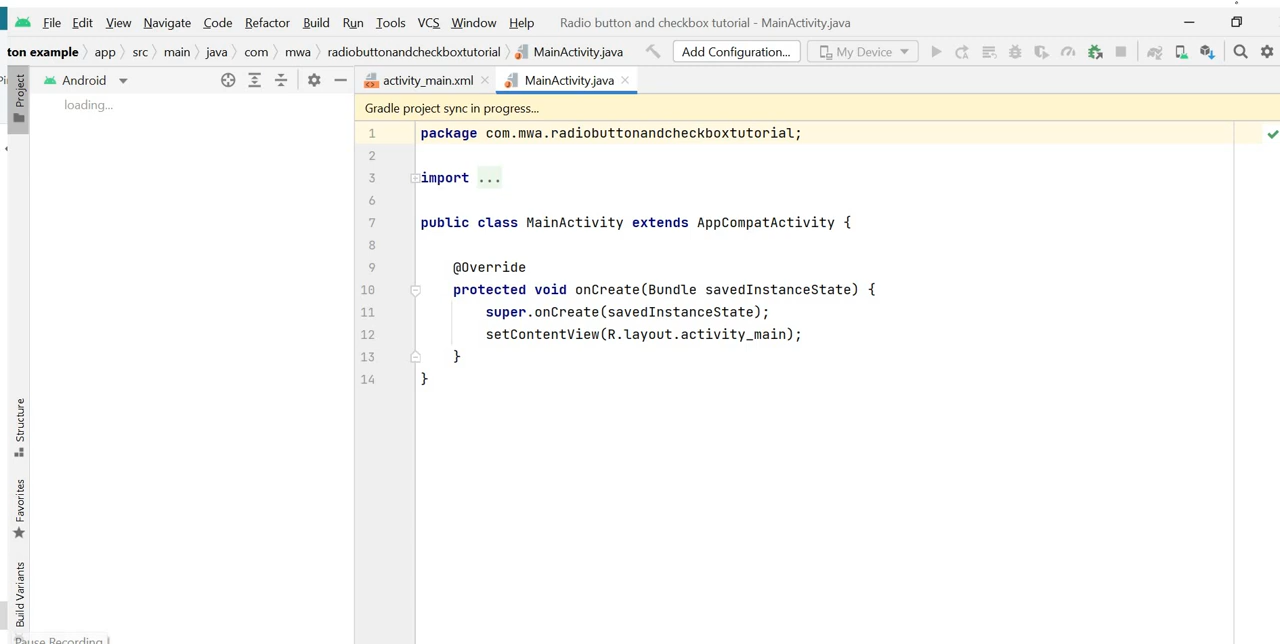 File Edit View Navigate Code Refactor Build Run Tools VCS Window Help Radio button and checkbox tutorial - MainActivity.java
ton example app src main java com mwa radiobuttonandcheckboxtutorial MainActivity.java Add Configuration... My Device
Project
Android
activity_main.xml MainActivity.java
loading...
Gradle project sync in progress...
1 package com.mwa.radiobuttonandcheckboxtutorial;
2
3 import ...
6
7 public class MainActivity extends AppCompatActivity {
8
9 @Override
10 protected void onCreate(Bundle savedInstanceState) {
11 super.onCreate(savedInstanceState);
12 setContentView(R.layout.activity_main);
13 }
14 }
Structure
Favorites
Build Variants
Pause Recording